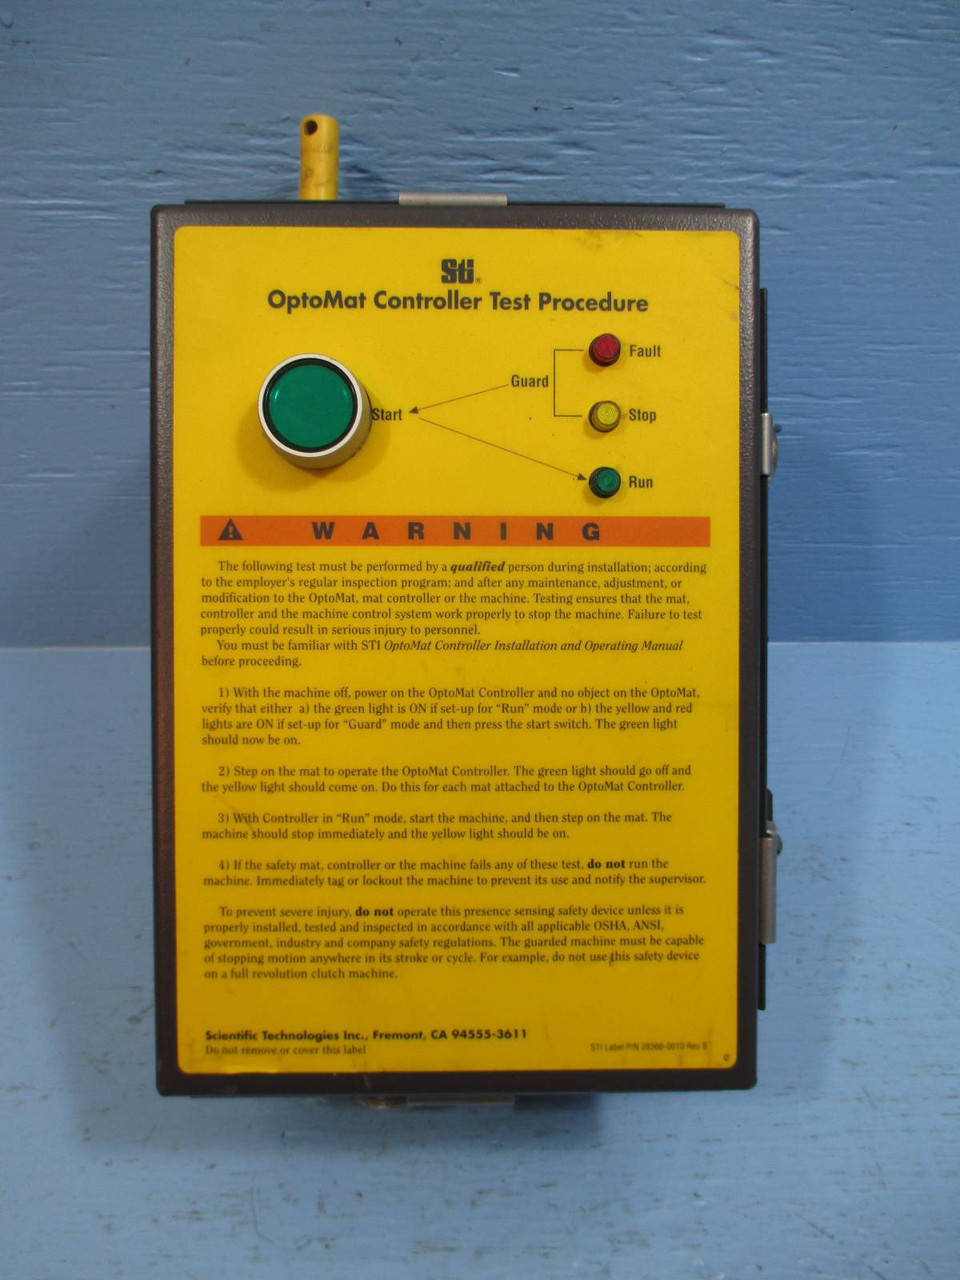 Sti®
OptoMat Controller Test Procedure
Fault
Guard
Start
Stop
Run
WARNING
The following test must be performed by a qualified person during installation; according
to the employer's regular inspection program; and after any maintenance, adjustment, or
modification to the OptoMat, mat controller or the machine. Testing ensures that the mat,
controller and the machine control system work properly to stop the machine. Failure to test
properly could result in serious injury to personnel.
You must be familiar with STI OptoMat Controller Installation and Operating Manual
before proceeding.
1) With the machine off, power on the OptoMat Controller and no object on the OptoMat,
verify that either a) the green light is ON if set-up for "Run" mode or b) the yellow and red
lights are ON if set-up for "Guard" mode and then press the start switch. The green light
should now be on.
2) Step on the mat to operate the OptoMat Controller. The green light should go off and
the yellow light should come on. Do this for each mat attached to the OptoMat Controller.
3) With Controller in "Run" mode, start the machine, and then step on the mat. The
machine should stop immediately and the yellow light should be on.
4) If the safety mat, controller or the machine fails any of these test, do not run the
machine. Immediately tag or lockout the machine to prevent its use and notify the supervisor.
To prevent severe injury, do not operate this presence sensing safety device unless it is
properly installed, tested and inspected in accordance with all applicable OSHA, ANSI,
government, industry and company safety regulations. The guarded machine must be capable
of stopping motion anywhere in its stroke or cycle. For example, do not use this safety device
on a full revolution clutch machine.
Scientific Technologies Inc., Fremont, CA 94555-3611
Do not remove or cover this label
STI Label P/N 28366-0010 Rev B